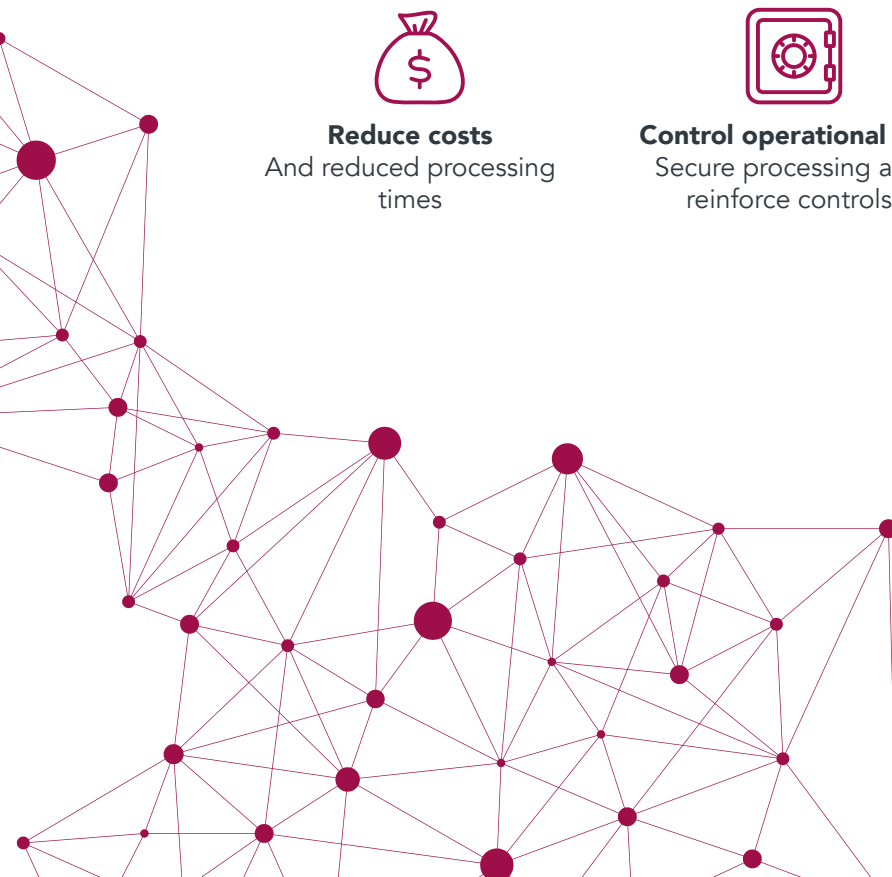 $
Reduce costs
And reduced processing
times
Control operational
Secure processing a
reinforce controls